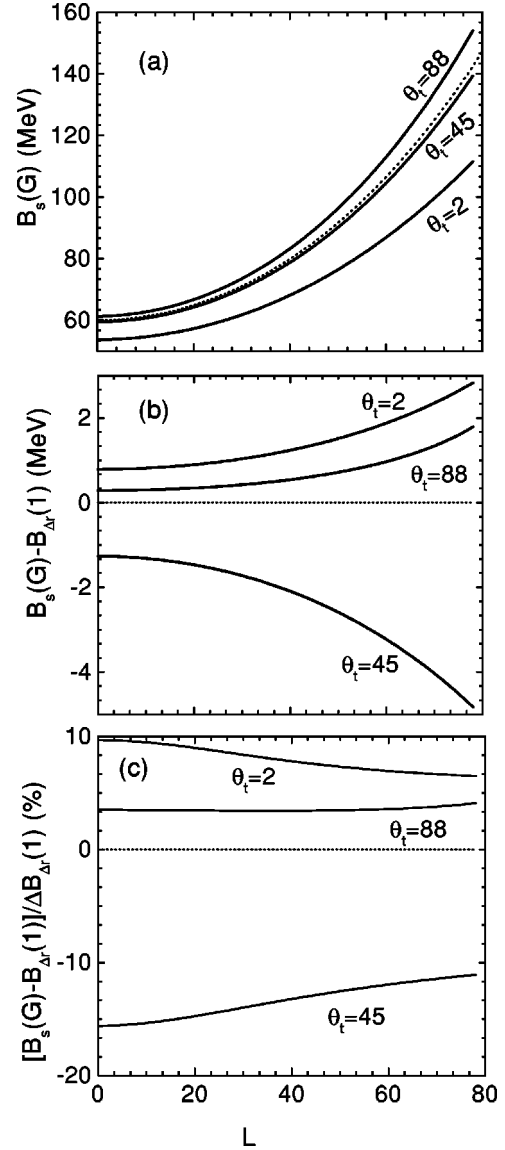 160
140
120
100
80
60
B_s(G) (MeV)
(a)
θ_t=88
θ_t=45
θ_t=2
2
0
-2
-4
B_s(G)-B_Δr(1) (MeV)
(b)
θ_t=2
θ_t=88
θ_t=45
10
0
-10
-20
[B_s(G)-B_Δr(1)]/ΔB_Δr(1) (%)
(c)
θ_t=2
θ_t=88
θ_t=45
0 20 40 60 80
L